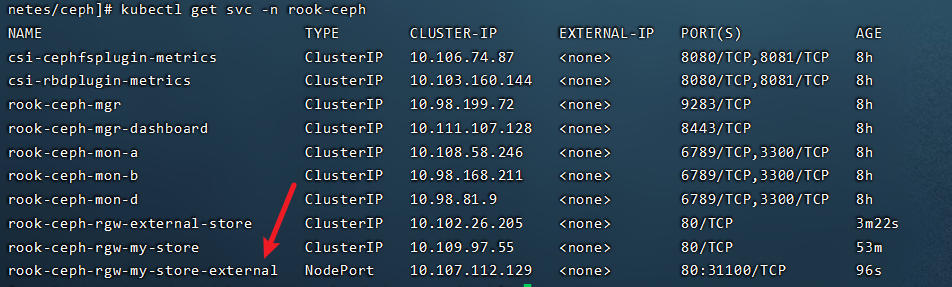 netes/ceph]# kubectl get svc -n rook-ceph
NAME TYPE CLUSTER-IP EXTERNAL-IP PORT(S) AGE
csi-cephfsplugin-metrics ClusterIP 10.106.74.87 <none> 8080/TCP,8081/TCP 8h
csi-rbdplugin-metrics ClusterIP 10.103.160.144 <none> 8080/TCP,8081/TCP 8h
rook-ceph-mgr ClusterIP 10.98.199.72 <none> 9283/TCP 8h
rook-ceph-mgr-dashboard ClusterIP 10.111.107.128 <none> 8443/TCP 8h
rook-ceph-mon-a ClusterIP 10.108.58.246 <none> 6789/TCP,3300/TCP 8h
rook-ceph-mon-b ClusterIP 10.98.168.211 <none> 6789/TCP,3300/TCP 8h
rook-ceph-mon-d ClusterIP 10.98.81.9 <none> 6789/TCP,3300/TCP 8h
rook-ceph-rgw-external-store ClusterIP 10.102.26.205 <none> 80/TCP 3m22s
rook-ceph-rgw-my-store ClusterIP 10.109.97.55 <none> 80/TCP 53m
rook-ceph-rgw-my-store-external NodePort 10.107.112.129 <none> 80:31100/TCP 96s